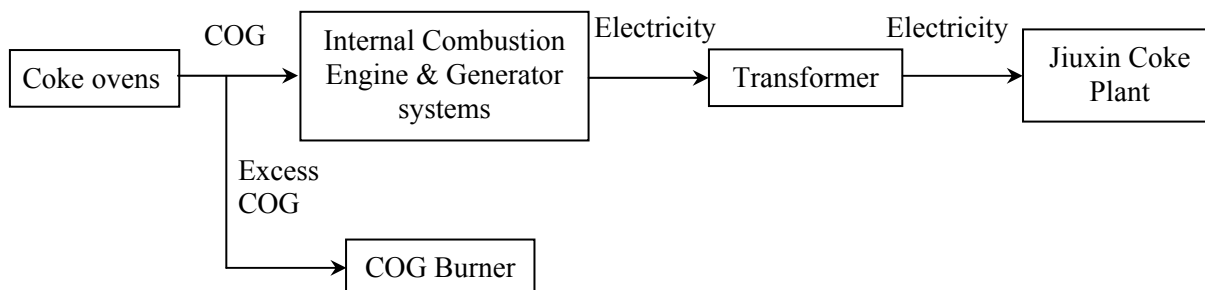 COG
Internal Combustion
Engine & Generator
systems
Electricity
Electricity
Coke ovens
Transformer
Jiuxin Coke
Plant
Excess
COG
COG Burner